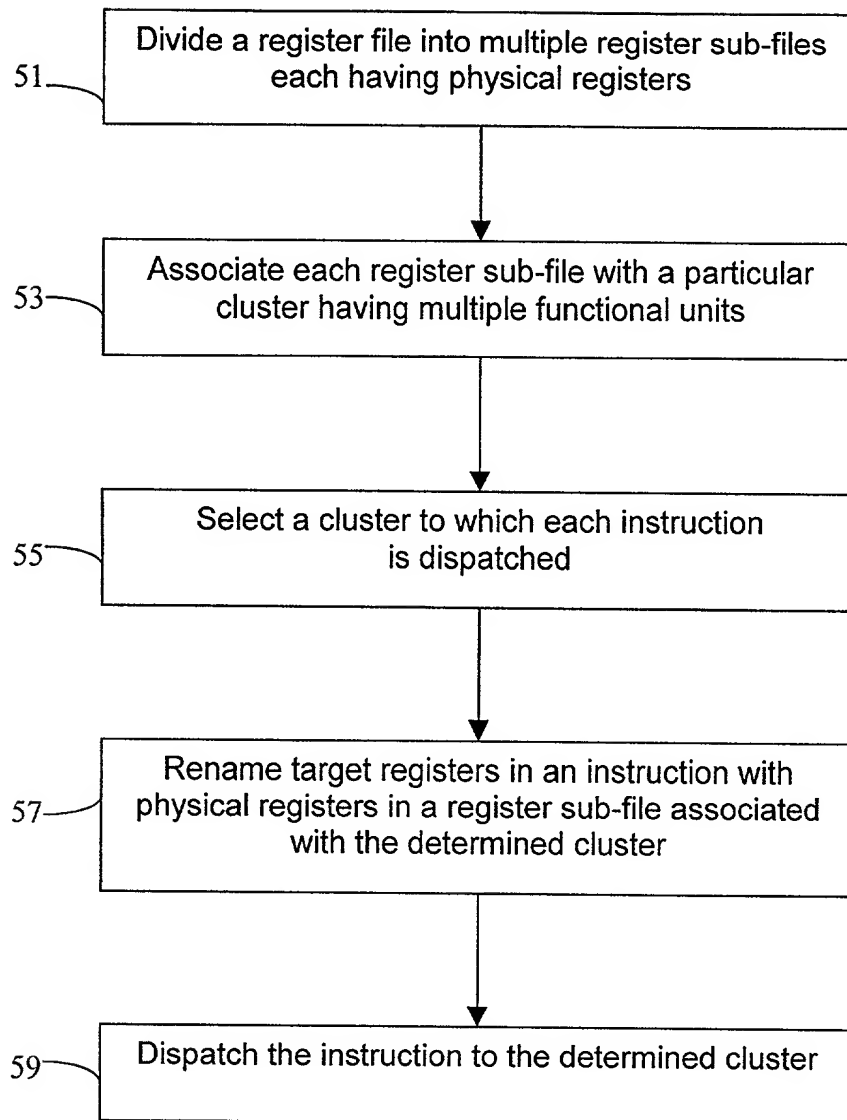 Divide a register file into multiple register sub-files
each having physical registers
51
Associate each register sub-file with a particular
cluster having multiple functional units
53
Select a cluster to which each instruction
is dispatched
55
Rename target registers in an instruction with
physical registers in a register sub-file associated
with the determined cluster
57
Dispatch the instruction to the determined cluster
59